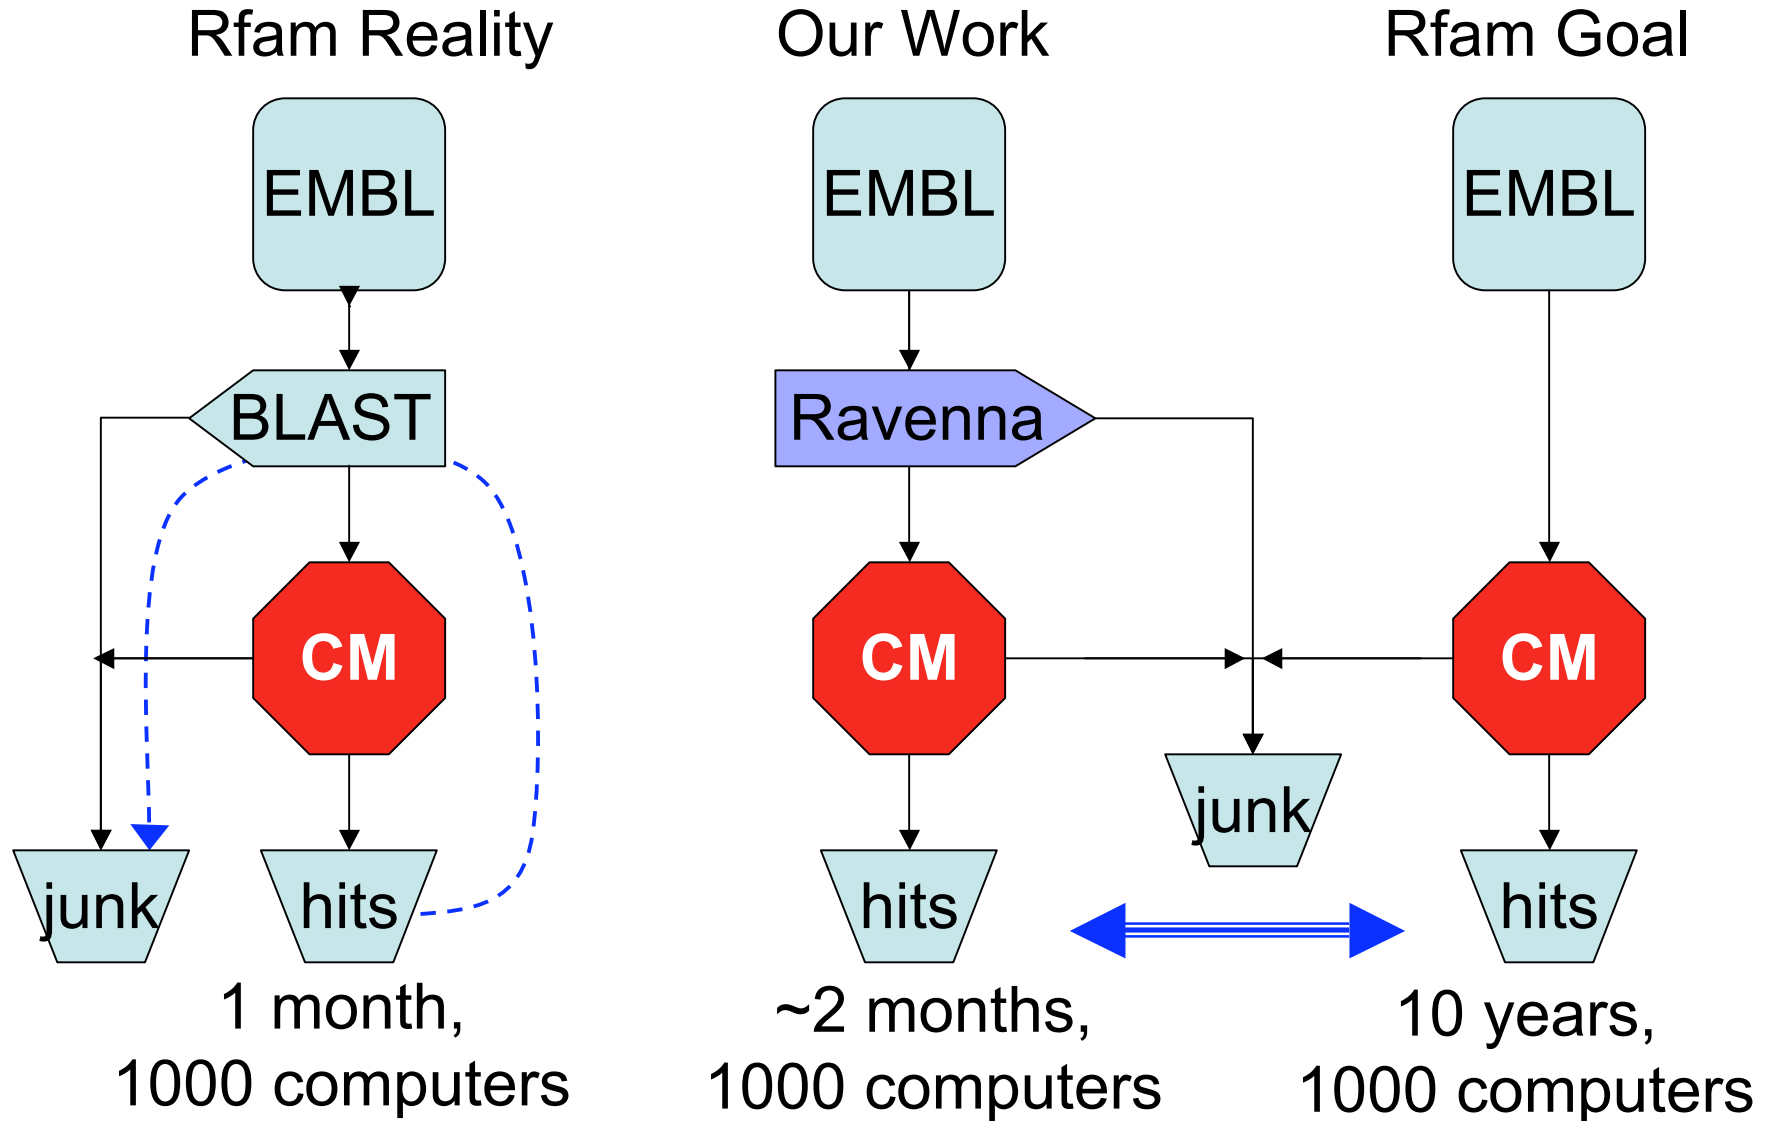 Rfam Reality
Our Work
Rfam Goal
EMBL
EMBL
EMBL
BLAST
Ravenna
CM
CM
CM
junk
junk
hits
hits
hits
1 month,
1000 computers
~2 months,
1000 computers
10 years,
1000 computers